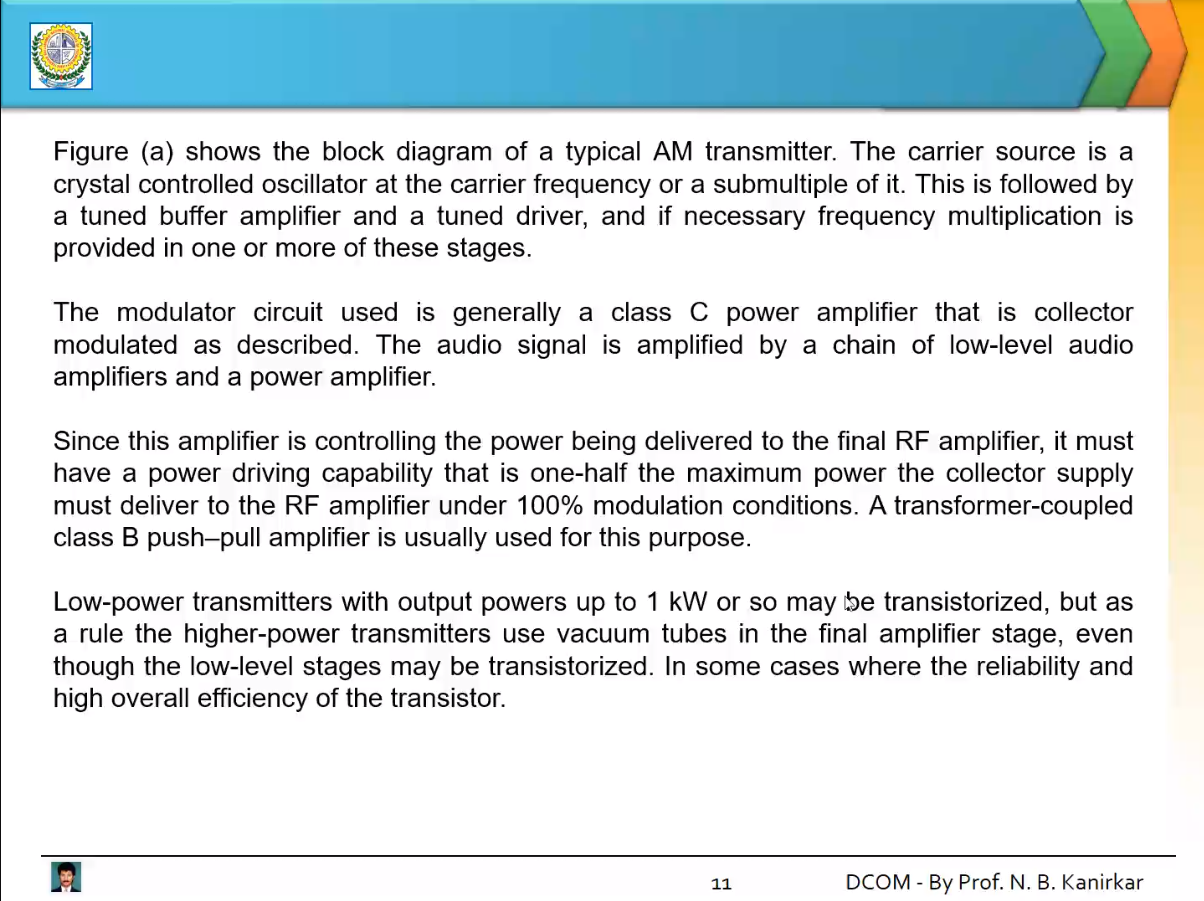 Figure (a) shows the block diagram of a typical AM transmitter. The carrier source is a
crystal controlled oscillator at the carrier frequency or a submultiple of it. This is followed by
a tuned buffer amplifier and a tuned driver, and if necessary frequency multiplication is
provided in one or more of these stages.
The modulator circuit used is generally a class C power amplifier that is collector
modulated as described. The audio signal is amplified by a chain of low-level audio
amplifiers and a power amplifier.
Since this amplifier is controlling the power being delivered to the final RF amplifier, it must
have a power driving capability that is one-half the maximum power the collector supply
must deliver to the RF amplifier under 100% modulation conditions. A transformer-coupled
class B push–pull amplifier is usually used for this purpose.
Low-power transmitters with output powers up to 1 kW or so may be transistorized, but as
a rule the higher-power transmitters use vacuum tubes in the final amplifier stage, even
though the low-level stages may be transistorized. In some cases where the reliability and
high overall efficiency of the transistor.
11
DCOM - By Prof. N. B. Kanirkar